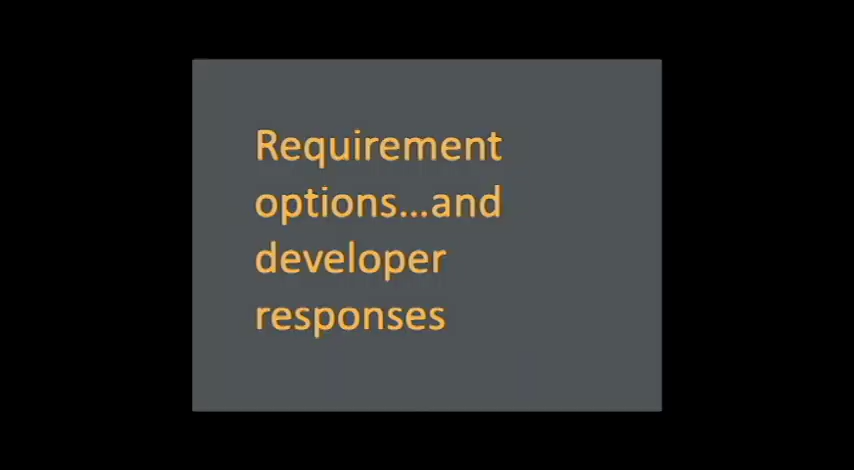 Requirement
options...and
developer
responses